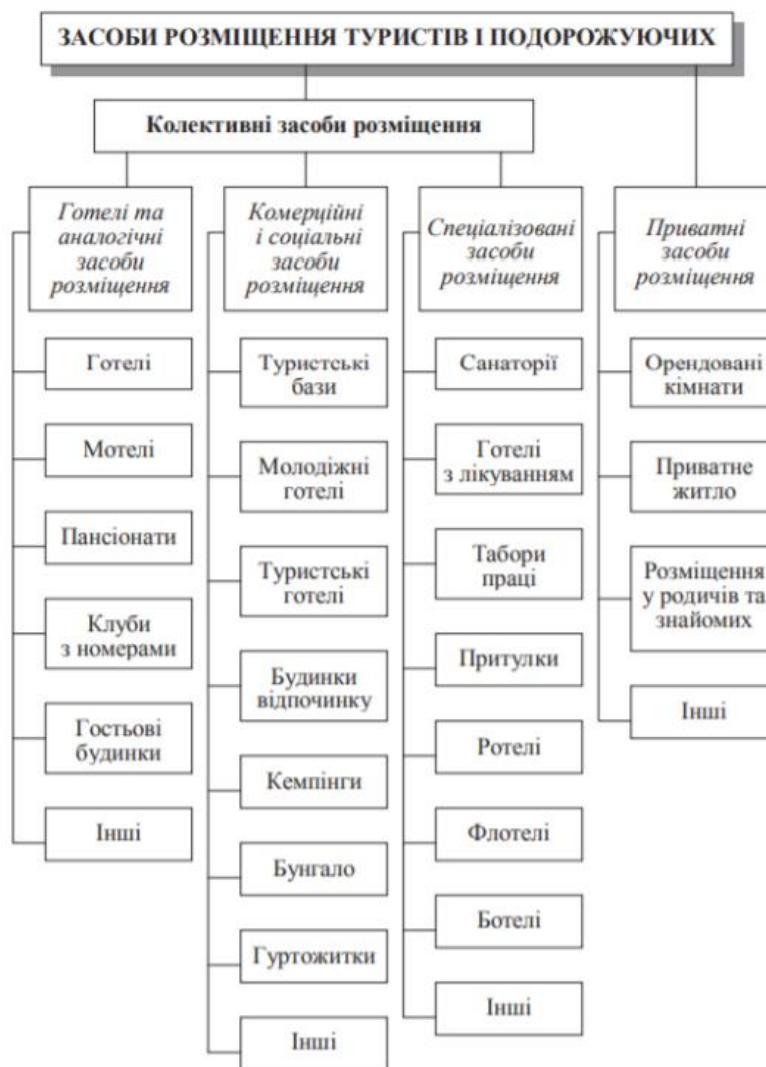 ЗАСОБИ РОЗМІЩЕННЯ ТУРИСТІВ І ПОДОРОЖУЮЧИХ
Колективні засоби розміщення
Готелі та
аналогічні
засоби
розміщення
Готелі
Мотелі
Пансіонати
Клуби
з номерами
Гостьові
будинки
Інші
Комерційні
і соціальні
засоби
розміщення
Туристські
бази
Молодіжні
готелі
Туристські
готелі
Будинки
відпочинку
Кемпінги
Бунгало
Гуртожитки
Інші
Спеціалізовані
засоби
розміщення
Санаторії
Готелі
з лікуванням
Табори
праці
Притулки
Ротелі
Флотелі
Ботелі
Інші
Приватні
засоби
розміщення
Орендовані
кімнати
Приватне
житло
Розміщення
у родичів та
знайомих
Інші